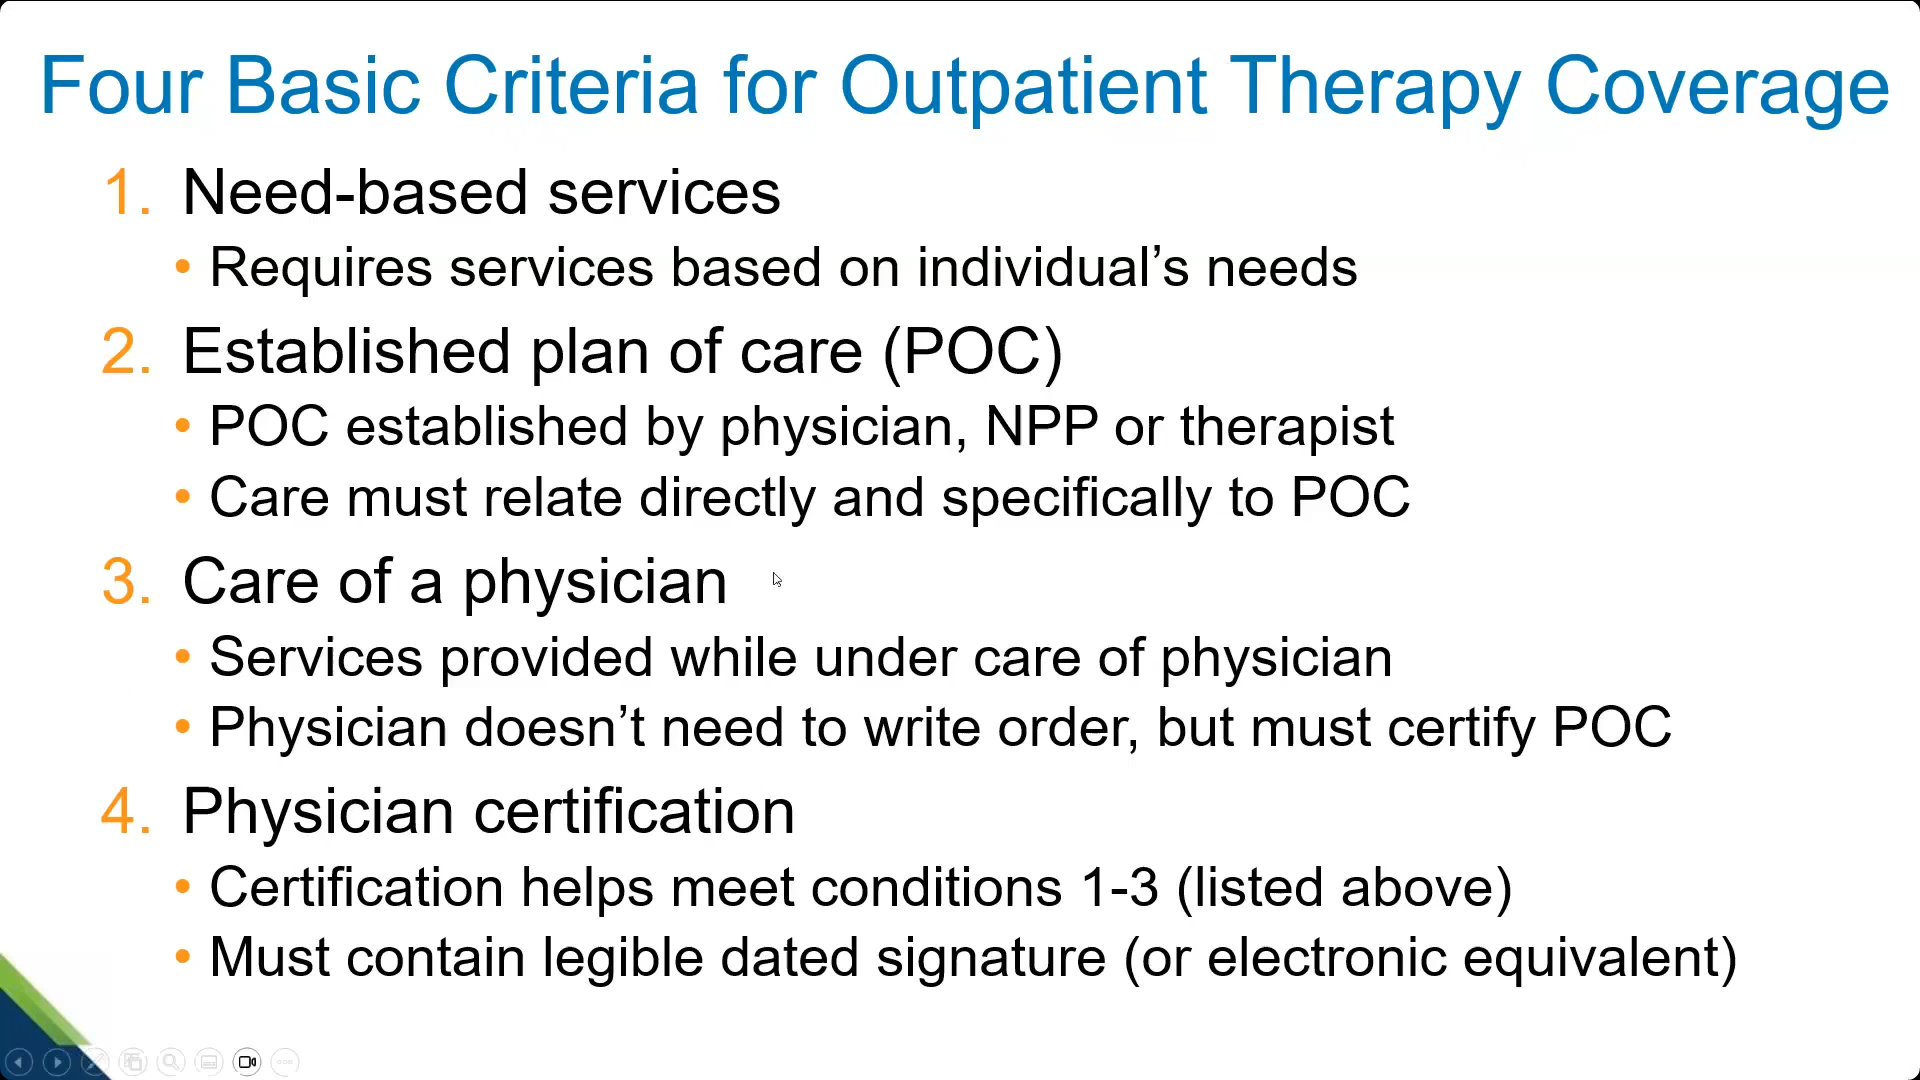 Four Basic Criteria for Outpatient Therapy Coverage
1. Need-based services
• Requires services based on individual’s needs
2. Established plan of care (POC)
• POC established by physician, NPP or therapist
• Care must relate directly and specifically to POC
3. Care of a physician
• Services provided while under care of physician
• Physician doesn’t need to write order, but must certify POC
4. Physician certification
• Certification helps meet conditions 1-3 (listed above)
• Must contain legible dated signature (or electronic equivalent)